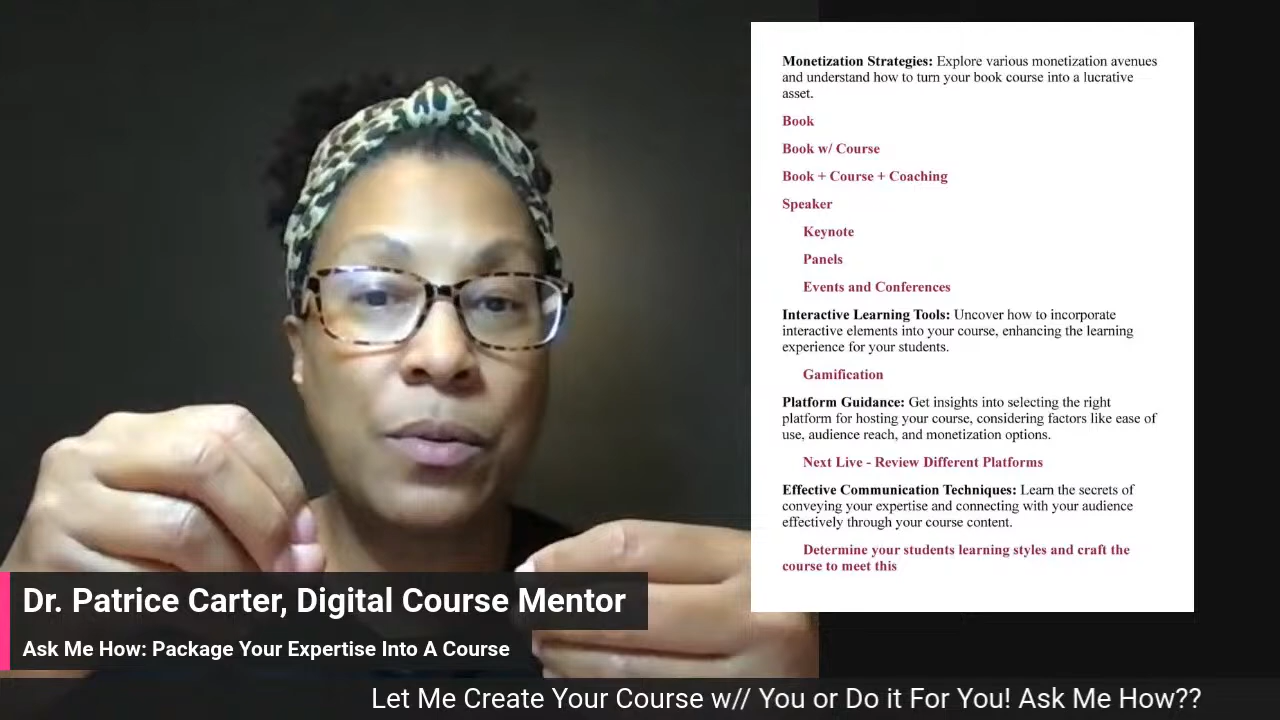 Monetization Strategies: Explore various monetization avenues
and understand how to turn your book course into a lucrative
asset.
Book
Book w/ Course
Book + Course + Coaching
Speaker
Keynote
Panels
Events and Conferences
Interactive Learning Tools: Uncover how to incorporate
interactive elements into your course, enhancing the learning
experience for your students.
Gamification
Platform Guidance: Get insights into selecting the right
platform for hosting your course, considering factors like ease of
use, audience reach, and monetization options.
Next Live - Review Different Platforms
Effective Communication Techniques: Learn the secrets of
conveying your expertise and connecting with your audience
effectively through your course content.
Determine your students learning styles and craft the
course to meet this
Dr. Patrice Carter, Digital Course Mentor
Ask Me How: Package Your Expertise Into A Course
Let Me Create Your Course w// You or Do it For You! Ask Me How??